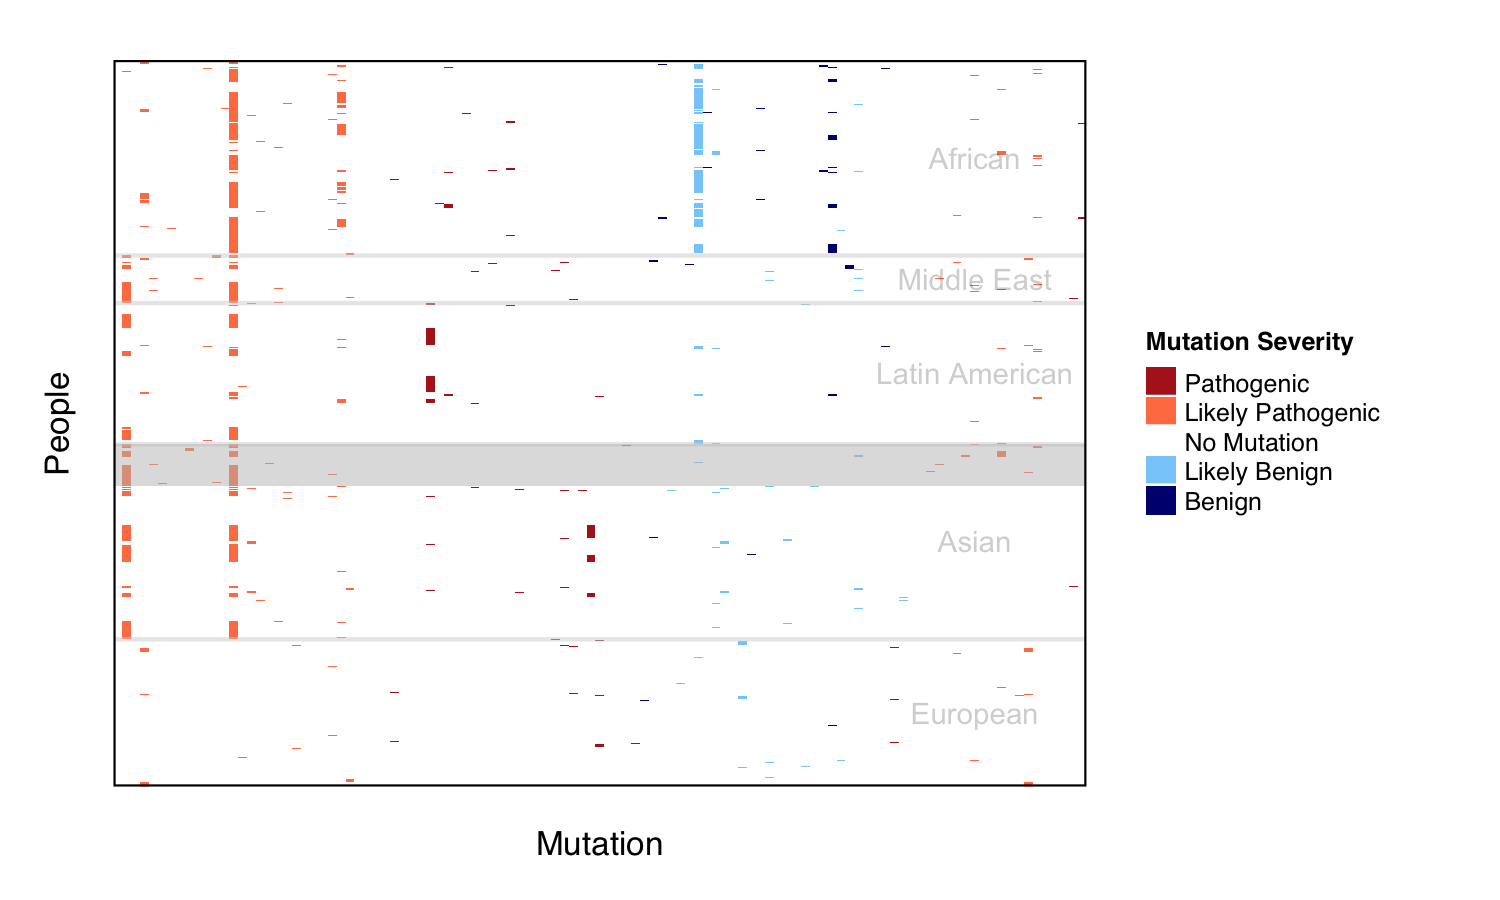 African
Middle East
Latin American
Asian
European
People
Mutation
Mutation Severity
Pathogenic
Likely Pathogenic
No Mutation
Likely Benign
Benign